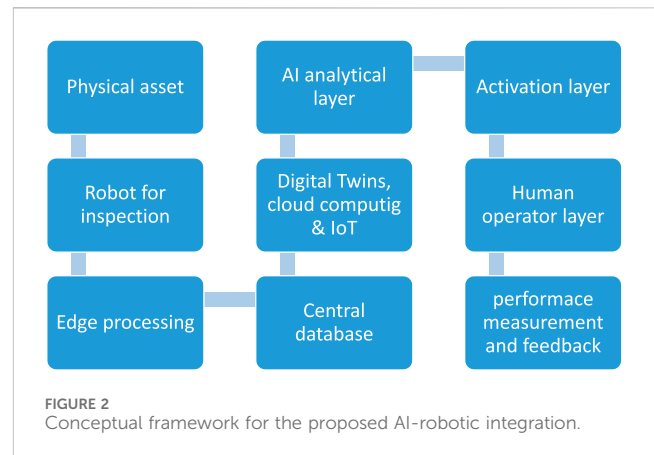 Physical asset
Robot for
inspection
Edge processing
AI analytical
layer
Digital Twins,
cloud computig
& IoT
Central
database
Activation layer
Human
operator layer
performace
measurement
and feedback
FIGURE 2
Conceptual framework for the proposed AI-robotic integration.